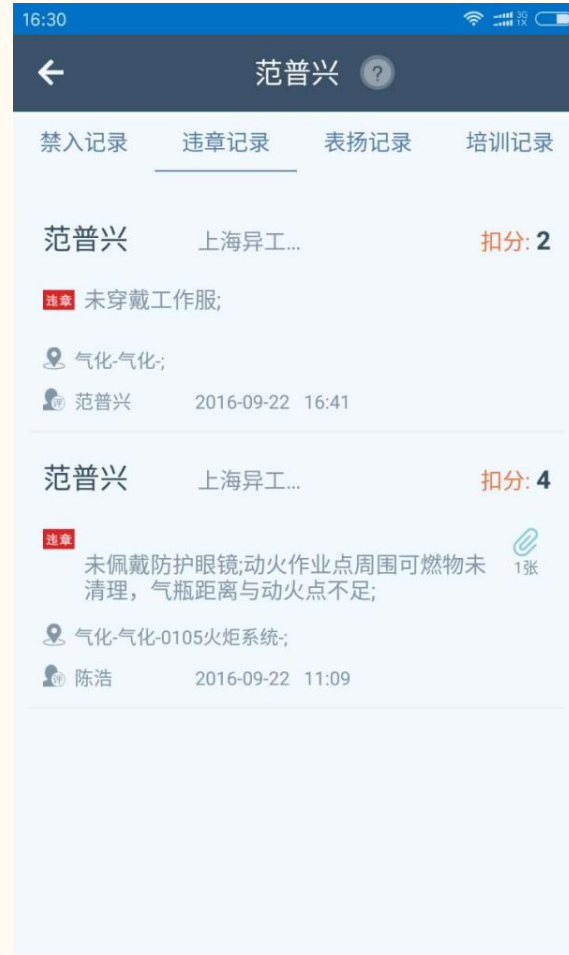 16:30 3G 1X
范普兴 ?
禁入记录 违章记录 表扬记录 培训记录
范普兴 上海异工... 扣分: 2
违章 未穿戴工作服;
气化-气化-;
评 范普兴 2016-09-22 16:41
范普兴 上海异工... 扣分: 4
违章
未佩戴防护眼镜;动火作业点周围可燃物未 1张
清理，气瓶距离与动火点不足;
气化-气化-0105火炬系统-;
评 陈浩 2016-09-22 11:09